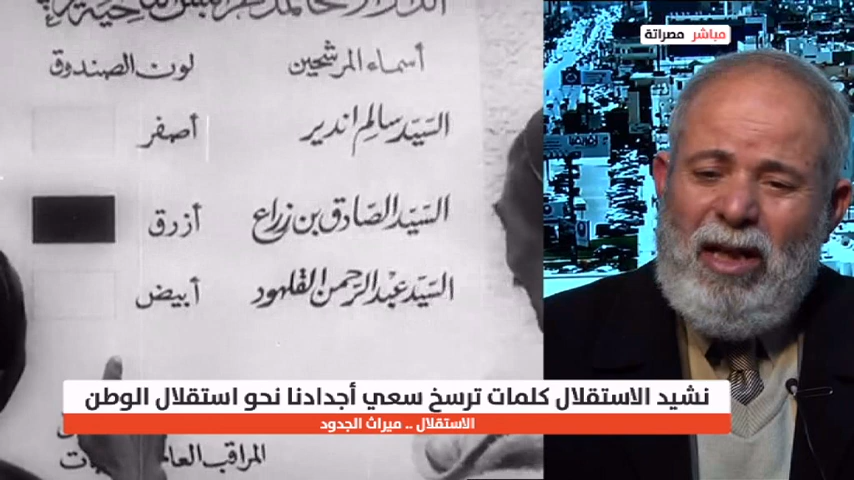 مباشر مصراتة
أسماء المرشحين لون الصندوق
السيد سالم اندير أصفر
السيد الصادق بن زراع أزرق
السيد عبد الرحمن القلهود أبيض
نشيد الاستقلال كلمات ترسخ سعي أجدادنا نحو استقلال الوطن
الاستقلال .. ميراث الجدود
المراقب